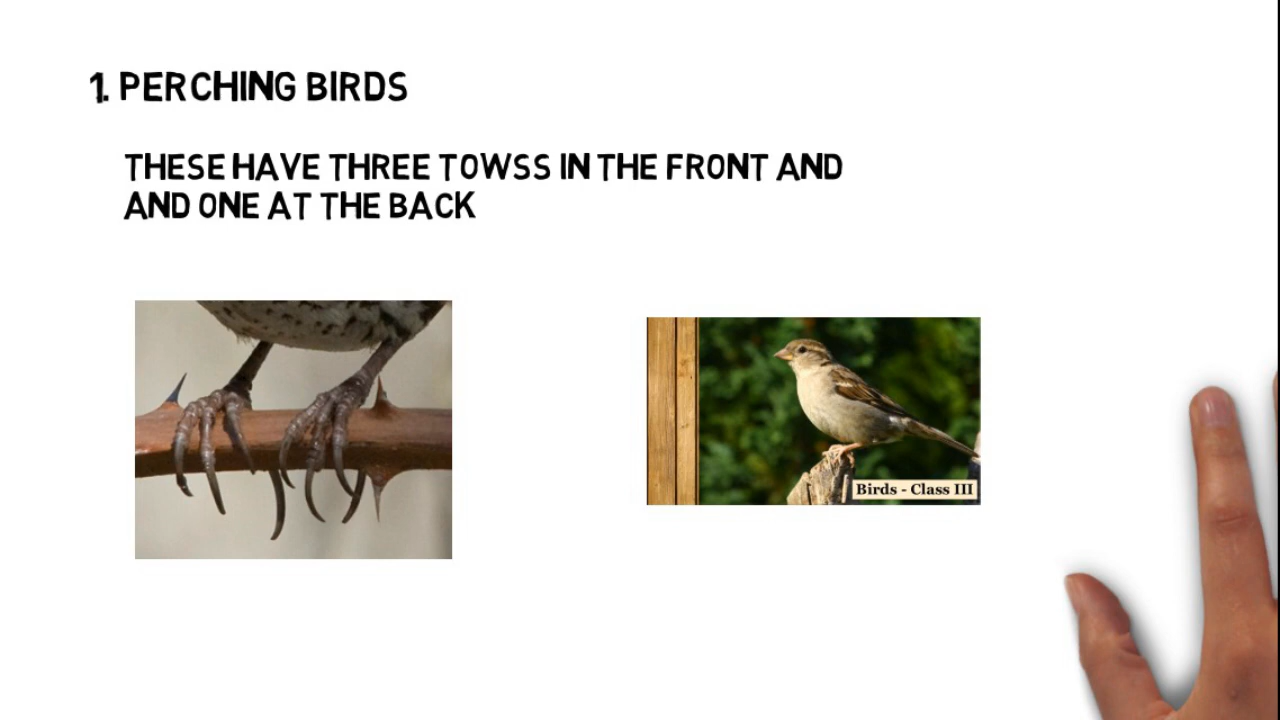 1. PERCHING BIRDS
THESE HAVE THREE TOWSS IN THE FRONT AND
AND ONE AT THE BACK
Birds - Class III